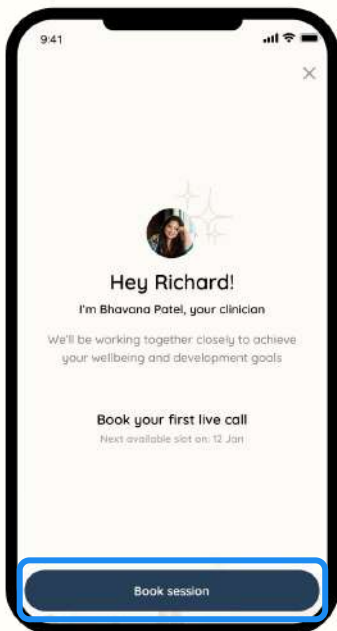 9:41
Hey Richard!
I'm Bhavana Patel, your clinician
We'll be working together closely to achieve
your wellbeing and development goals
Book your first live call
Next available slot on: 12 Jan
Book session